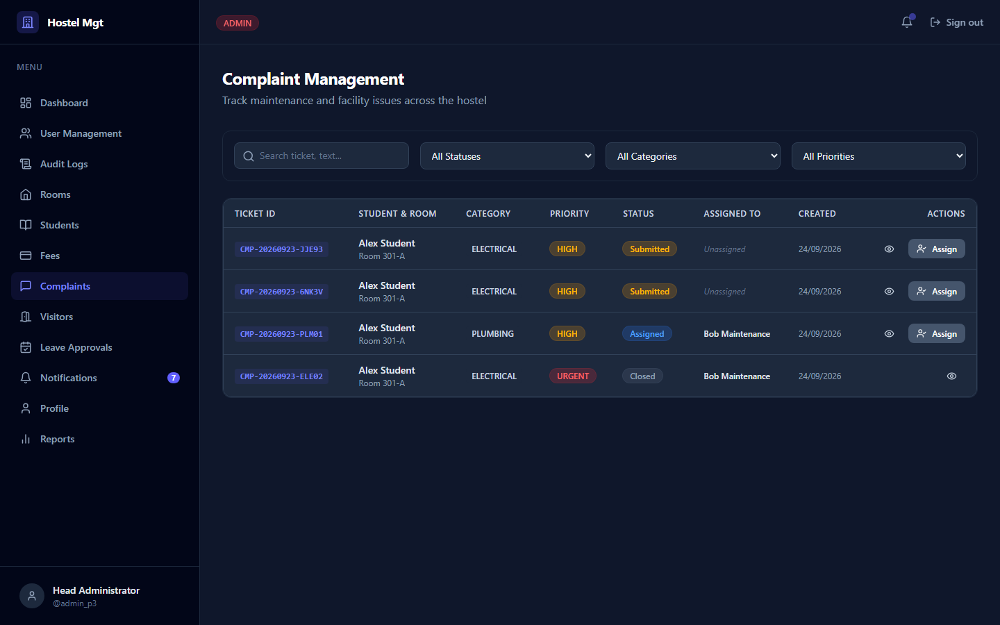 Hostel Mgt
ADMIN
Sign out
MENU
Dashboard
User Management
Audit Logs
Rooms
Students
Fees
Complaints
Visitors
Leave Approvals
Notifications 7
Profile
Reports
Head Administrator
@admin_p3
Complaint Management
Track maintenance and facility issues across the hostel
Search ticket, text... All Statuses All Categories All Priorities
TICKET ID STUDENT & ROOM CATEGORY PRIORITY STATUS ASSIGNED TO CREATED ACTIONS
CMP-20260923-JJE93 Alex Student ELECTRICAL HIGH Submitted Unassigned 24/09/2026 Assign
Room 301-A
CMP-20260923-6NK3V Alex Student ELECTRICAL HIGH Submitted Unassigned 24/09/2026 Assign
Room 301-A
CMP-20260923-PLM01 Alex Student PLUMBING HIGH Assigned Bob Maintenance 24/09/2026 Assign
Room 301-A
CMP-20260923-ELE02 Alex Student ELECTRICAL URGENT Closed Bob Maintenance 24/09/2026
Room 301-A